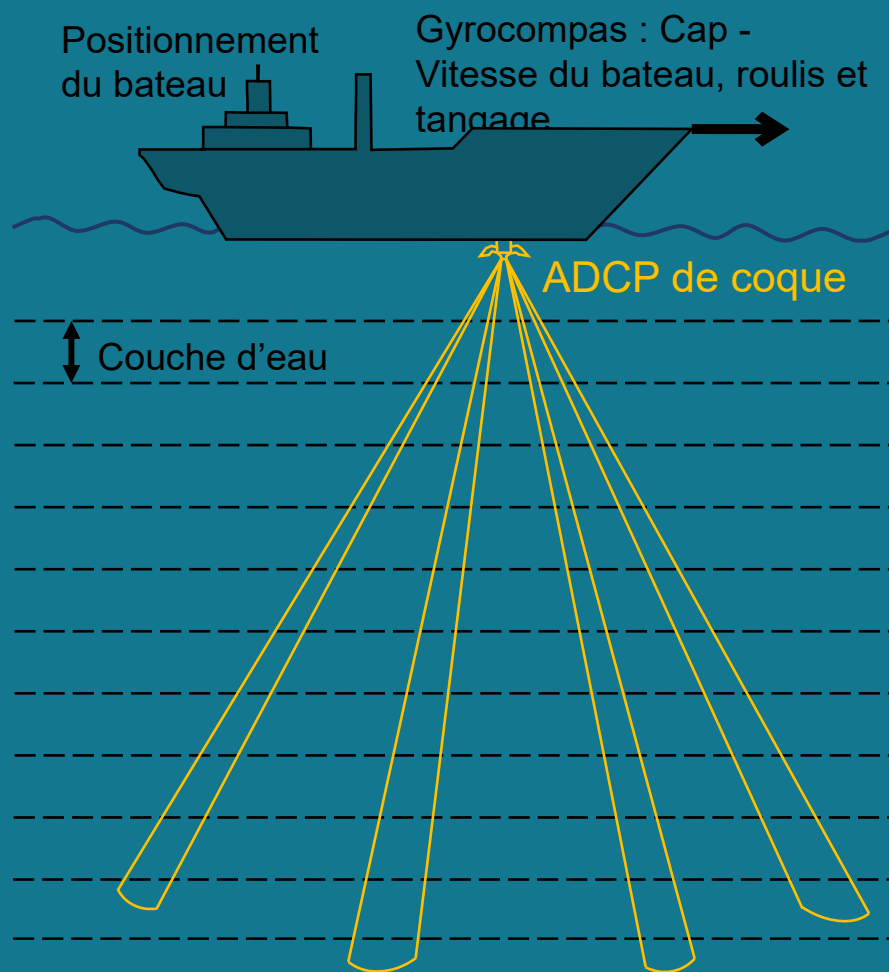 Positionnement
du bateau
Gyrocompas : Cap -
Vitesse du bateau, roulis et
tangage
ADCP de coque
Couche d’eau